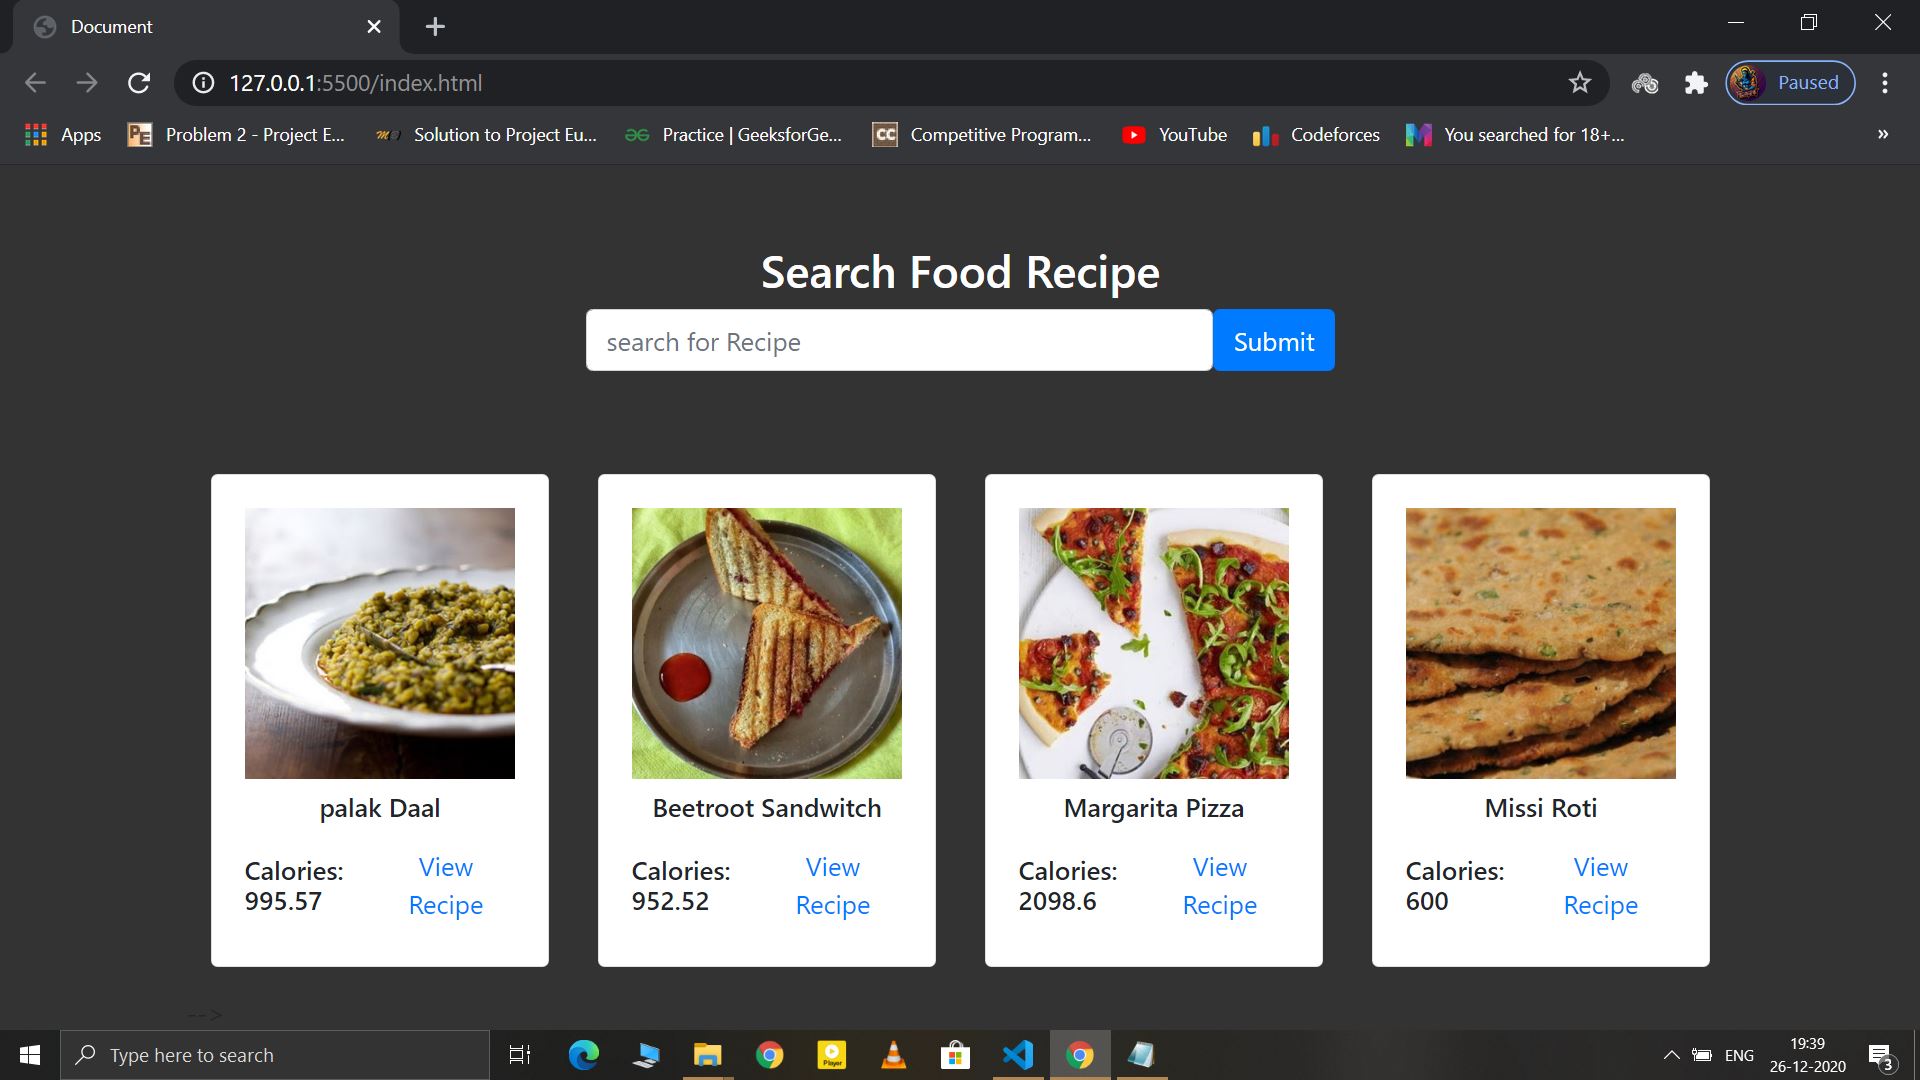 Document
127.0.0.1:5500/index.html
Paused
Apps
Problem 2 - Project E...
Solution to Project Eu...
Practice | GeeksforGe...
CC
Competitive Program...
YouTube
Codeforces
You searched for 18+...
»
Search Food Recipe
search for Recipe
Submit
palak Daal
Calories:
995.57
View
Recipe
Beetroot Sandwitch
Calories:
952.52
View
Recipe
Margarita Pizza
Calories:
2098.6
View
Recipe
Missi Roti
Calories:
600
View
Recipe
-->
Type here to search
Player
ENG
19:39
26-12-2020
3